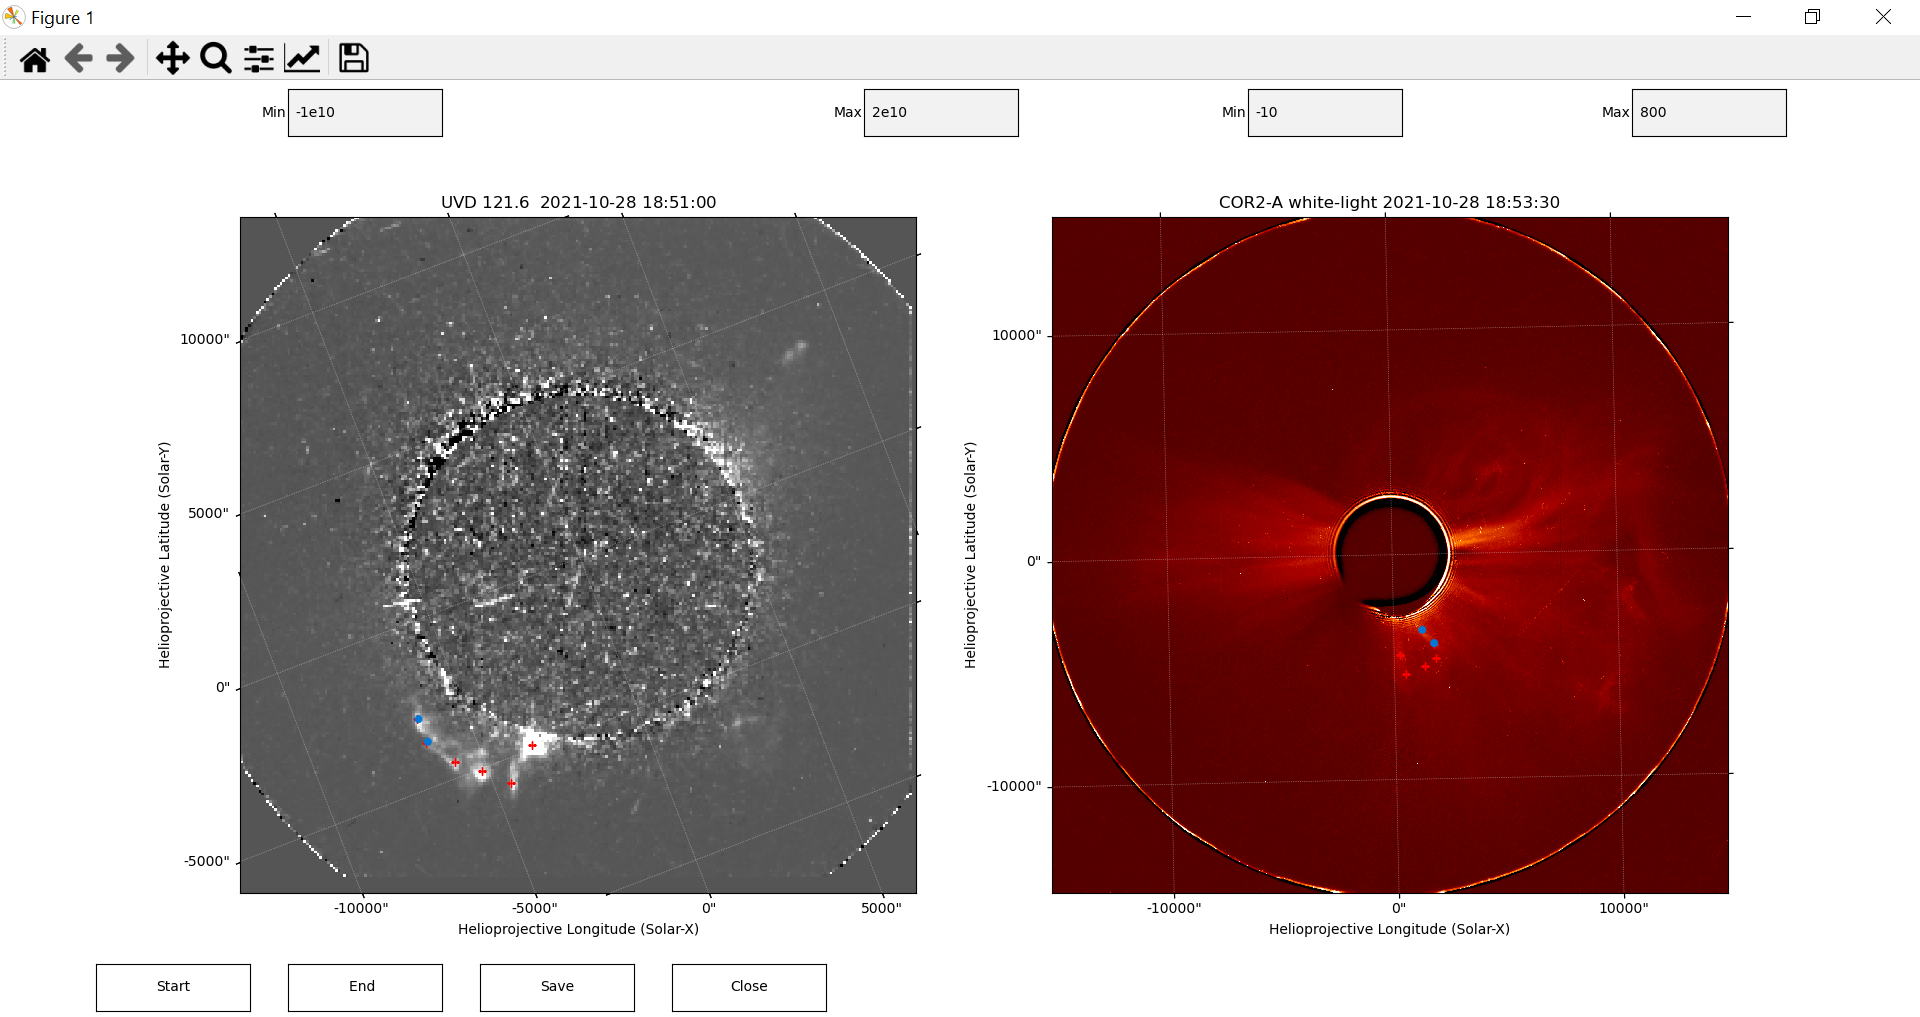 Figure 1
Min -1e10 Max 2e10 Min -10 Max 800
UVD 121.6  2021-10-28 18:51:00
COR2-A white-light 2021-10-28 18:53:30
Helioprojective Latitude (Solar-Y)
10000"
5000"
0"
-5000"
-10000" -5000" 0" 5000"
Helioprojective Longitude (Solar-X)
Helioprojective Latitude (Solar-Y)
10000"
0"
-10000"
-10000" 0" 10000"
Helioprojective Longitude (Solar-X)
Start End Save Close